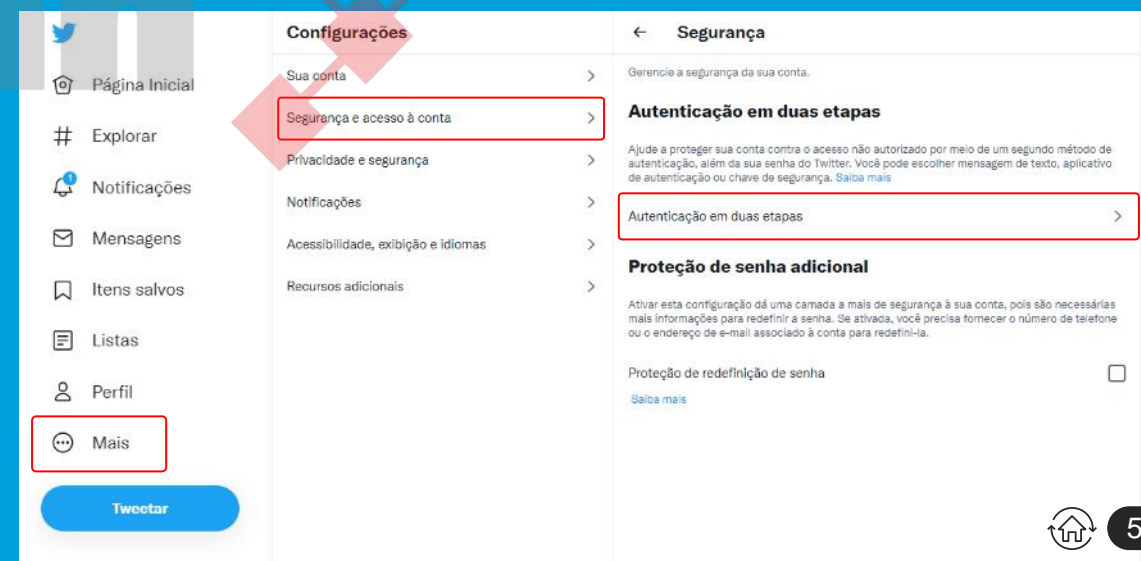 Página Inicial
Explorar
Notificações
Mensagens
Itens salvos
Listas
Perfil
Mais
Tweetar
Configurações
Sua conta
Segurança e acesso à conta
Privacidade e segurança
Notificações
Acessibilidade, exibição e idiomas
Recursos adicionais
← Segurança
Gerencie a segurança da sua conta.
Autenticação em duas etapas
Ajude a proteger sua conta contra o acesso não autorizado por meio de um segundo método de
autenticação, além da sua senha do Twitter. Você pode escolher mensagem de texto, aplicativo
de autenticação ou chave de segurança. Saiba mais
Autenticação em duas etapas
Proteção de senha adicional
Ativar esta configuração dá uma camada a mais de segurança à sua conta, pois são necessárias
mais informações para redefinir a senha. Se ativada, você precisa fornecer o número de telefone
ou o endereço de e-mail associado à conta para redefini-la.
Proteção de redefinição de senha
Saiba mais
5